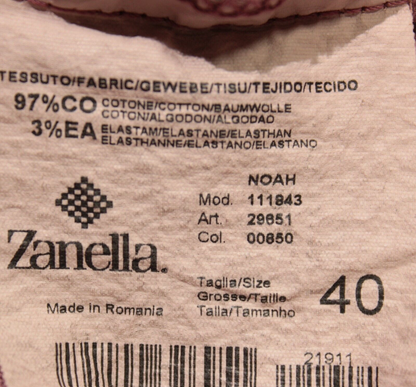 TESSUTO/FABRIC/GEWEBE/TISU/TEJIDO/TECIDO
97%CO COTONE/COTTON/BAUMWOLLE
COTON/ALGODON/ALGODAO
3%EA ELASTAM/ELASTANE/ELASTHAN
ELASTHANNE/ELASTANO/ELASTANO
NOAH
Mod. 111943
Art. 29651
Col. 00650
Zanella.
Taglia/Size
Grosse/Taille
Talla/Tamanho
40
Made in Romania
21911